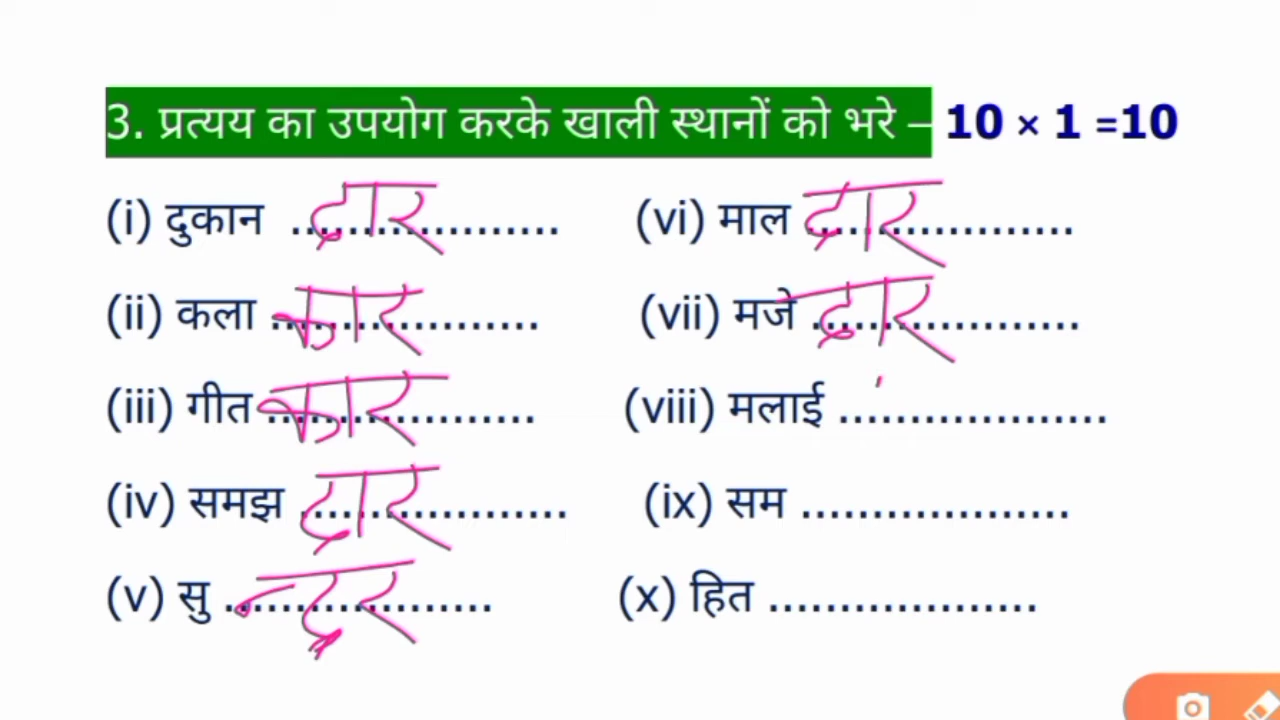 3. प्रत्यय का उपयोग करके खाली स्थानों को भरे – 10 × 1 =10
(i) दुकान ...दार................ (vi) माल ...दार................
(ii) कला ...कार................ (vii) मजे ...दार................
(iii) गीत ...कार................ (viii) मलाई ...................
(iv) समझ ...दार................ (ix) सम ...................
(v) सु ...न्दर................ (x) हित ...................